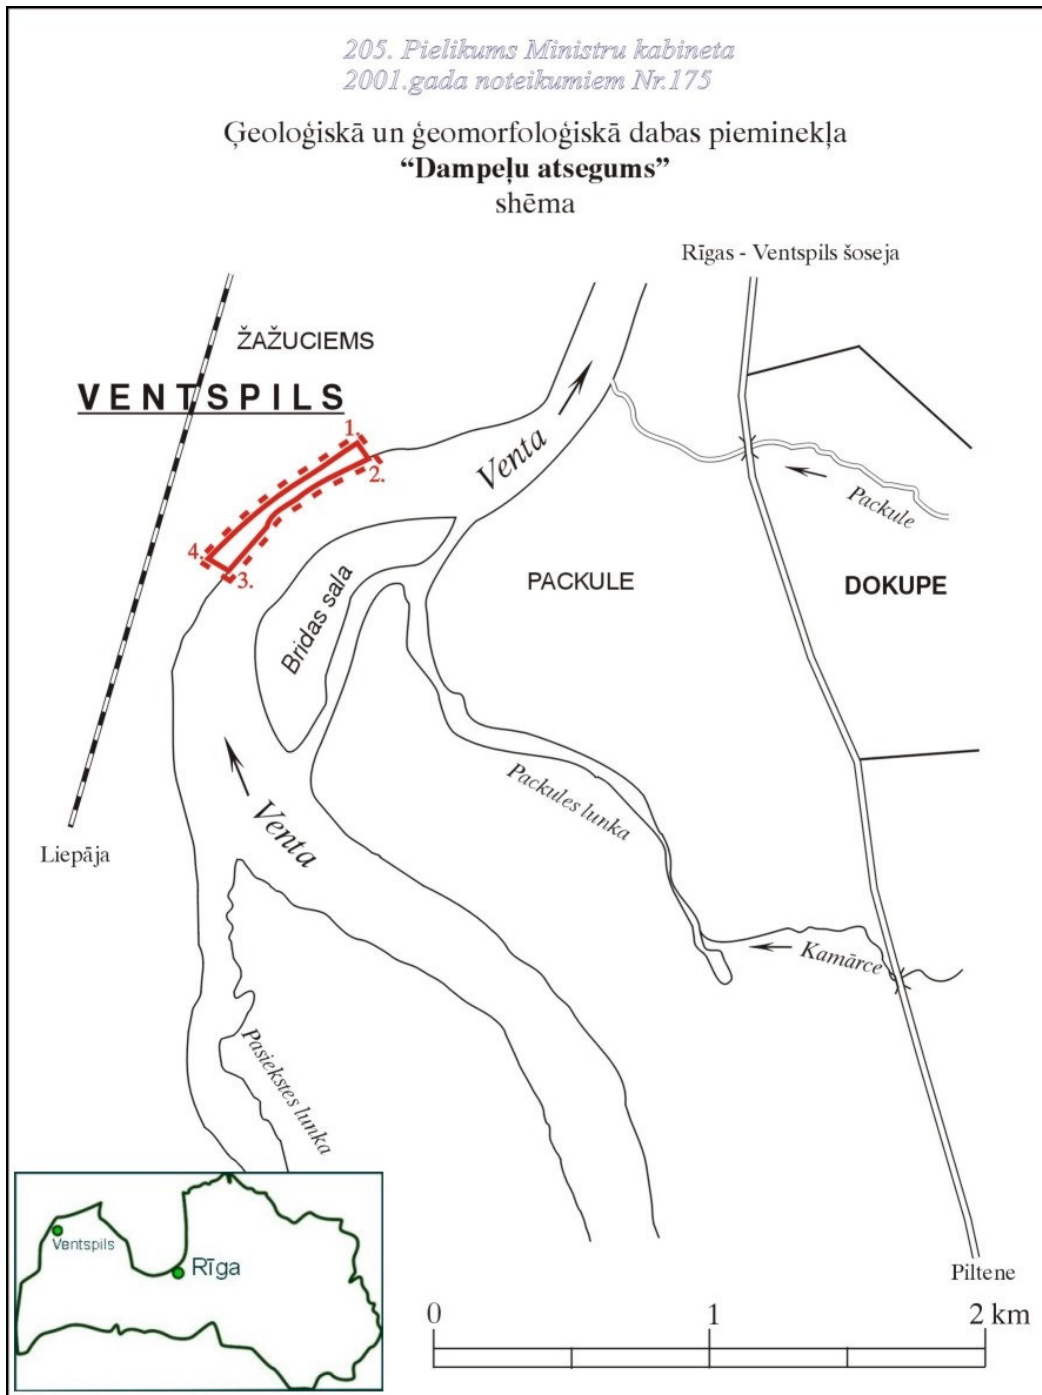 205. Pielikums Ministru kabineta
2001.gada noteikumiem Nr.175
Ģeoloģiskā un ģeomorfoloģiskā dabas pieminekļa
“Dampeļu atsegums”
shēma
Rīgas - Ventspils šoseja
ŽAŽUCIEMS
VENTSPILS
1.
2.
3.
4.
Venta
Packule
PACKULE
DOKUPE
Bridas sala
Packules lunka
Venta
Liepāja
Kamārce
Pasiekstes lunka
Ventspils
Rīga
Piltene
0 1 2 km